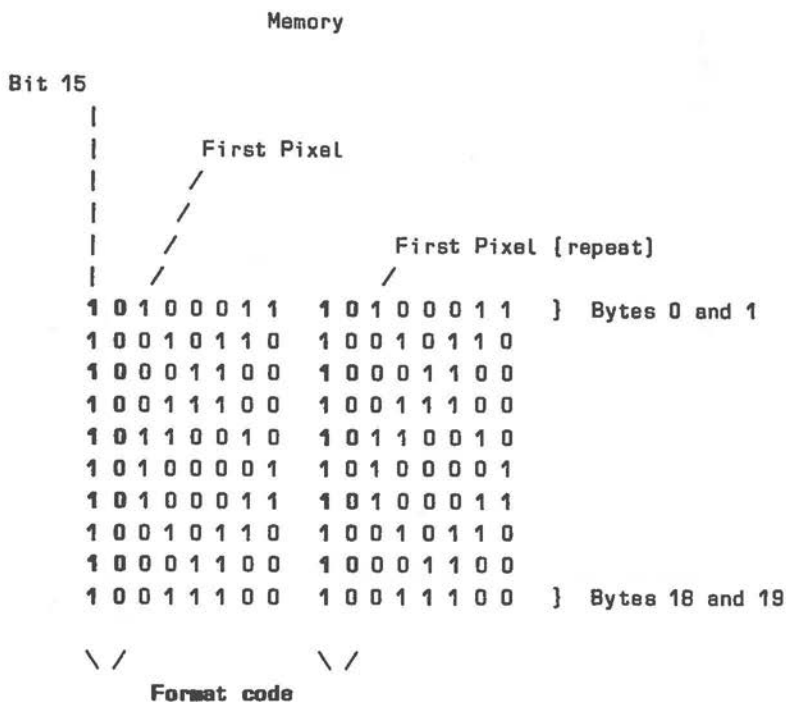 Memory
Bit 15
First Pixel
First Pixel [repeat]
1 0 1 0 0 0 1 1 1 0 1 0 0 0 1 1 } Bytes 0 and 1
1 0 0 1 0 1 1 0 1 0 0 1 0 1 1 0
1 0 0 0 1 1 0 0 1 0 0 0 1 1 0 0
1 0 0 1 1 1 0 0 1 0 0 1 1 1 0 0
1 0 1 1 0 0 1 0 1 0 1 1 0 0 1 0
1 0 1 0 0 0 0 1 1 0 1 0 0 0 0 1
1 0 1 0 0 0 1 1 1 0 1 0 0 0 1 1
1 0 0 1 0 1 1 0 1 0 0 1 0 1 1 0
1 0 0 0 1 1 0 0 1 0 0 0 1 1 0 0
1 0 0 1 1 1 0 0 1 0 0 1 1 1 0 0 } Bytes 18 and 19
Format code